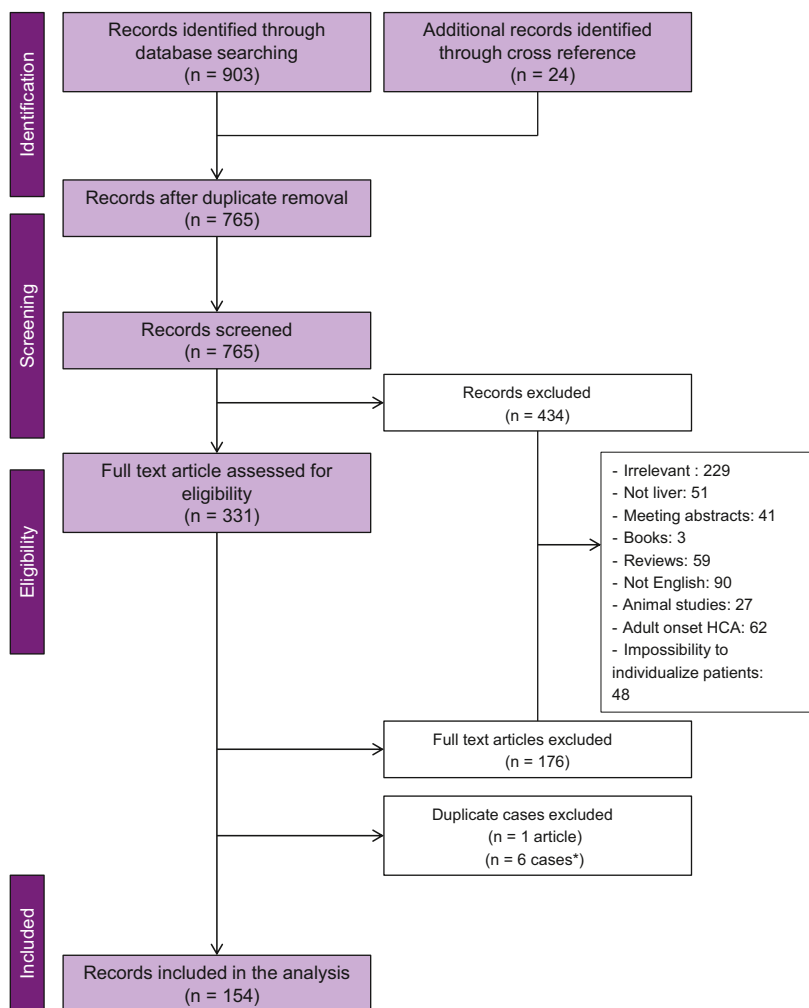 Identification
Records identified through
database searching
(n = 903)
Additional records identified
through cross reference
(n = 24)
Records after duplicate removal
(n = 765)
Screening
Records screened
(n = 765)
Records excluded
(n = 434)
Eligibility
Full text article assessed for
eligibility
(n = 331)
- Irrelevant : 229
- Not liver: 51
- Meeting abstracts: 41
- Books: 3
- Reviews: 59
- Not English: 90
- Animal studies: 27
- Adult onset HCA: 62
- Impossibility to
individualize patients:
48
Full text articles excluded
(n = 176)
Duplicate cases excluded
(n = 1 article)
(n = 6 cases*)
Included
Records included in the analysis
(n = 154)